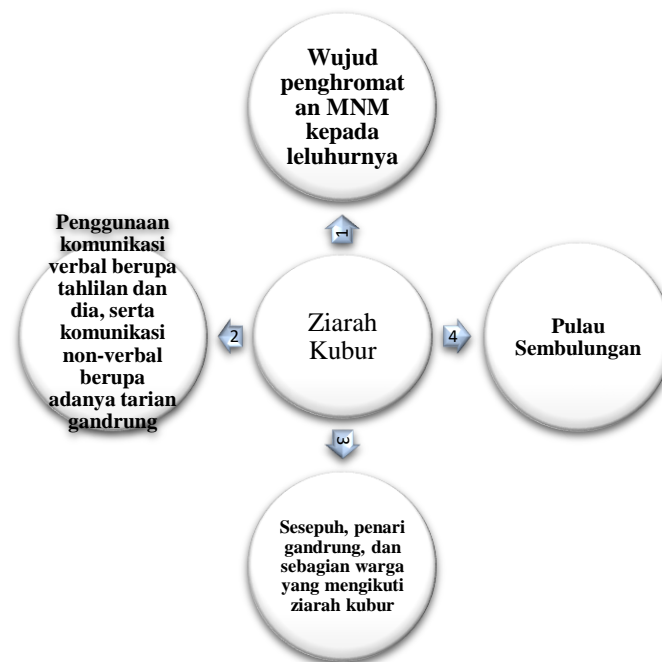 Wujud
penghromat
an MNM
kepada
leluhurnya
1
Penggunaan
komunikasi
verbal berupa
tahlilan dan
dia, serta
komunikasi
non-verbal
berupa
adanya tarian
gandrung
2
Ziarah
Kubur
4
Pulau
Sembulungan
3
Sesepuh, penari
gandrung, dan
sebagian warga
yang mengikuti
ziarah kubur